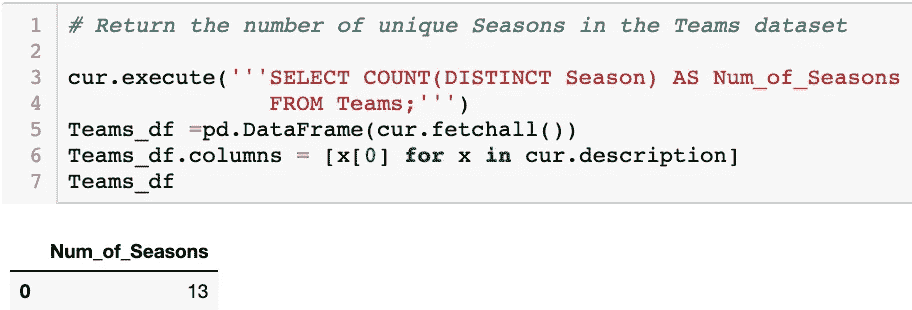 1 # Return the number of unique Seasons in the Teams dataset
2
3 cur.execute('''SELECT COUNT(DISTINCT Season) AS Num_of_Seasons
4                FROM Teams;''')
5 Teams_df =pd.DataFrame(cur.fetchall())
6 Teams_df.columns = [x[0] for x in cur.description]
7 Teams_df
Num_of_Seasons
0 13